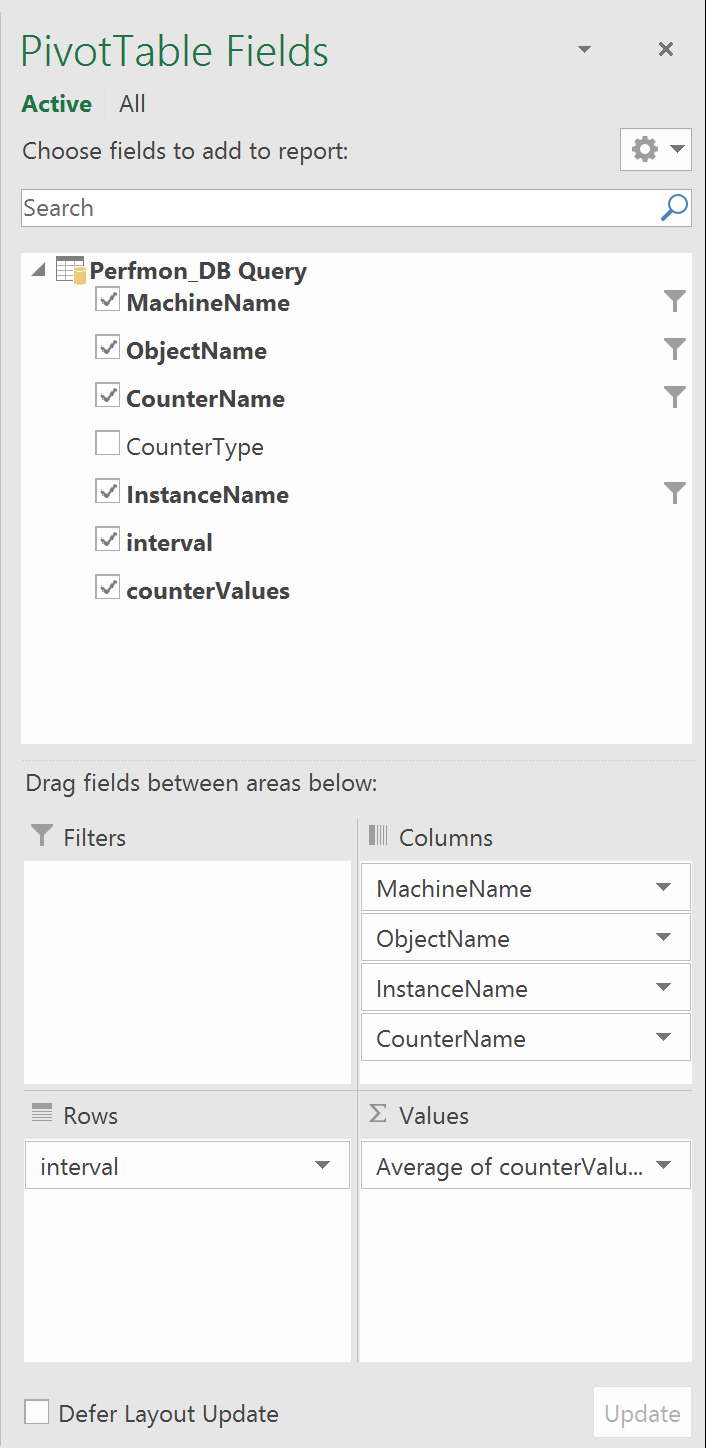 PivotTable Fields
Active All
Choose fields to add to report:
Search
Perfmon_DB Query
MachineName
ObjectName
CounterName
CounterType
InstanceName
interval
counterValues
Drag fields between areas below:
Filters
Columns
MachineName
ObjectName
InstanceName
CounterName
Rows
interval
Values
Average of counterValu...
Defer Layout Update
Update